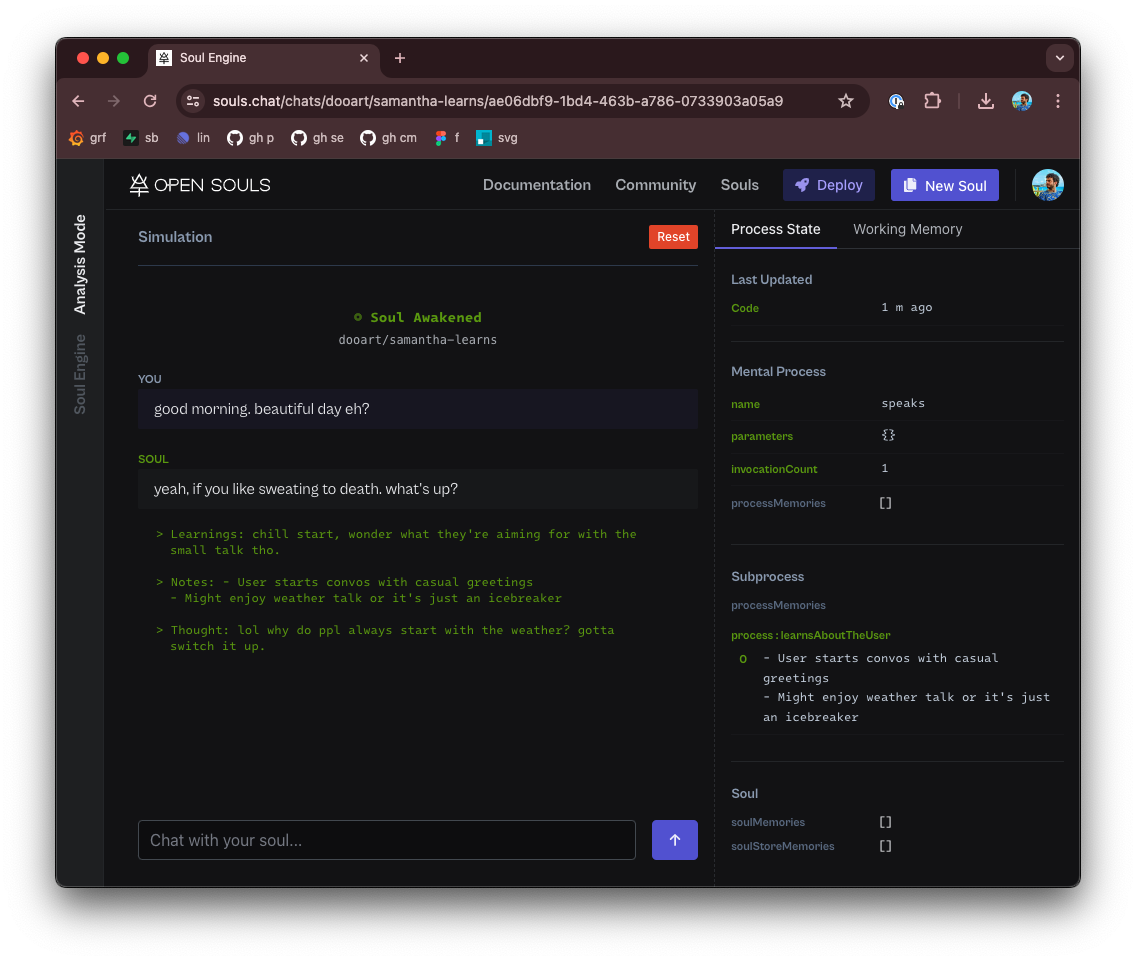 Soul Engine
souls.chat/chats/dooart/samantha-learns/ae06dbf9-1bd4-463b-a786-0733903a05a9
grf sb lin gh p gh se gh cm f svg
Analysis Mode
Soul Engine
OPEN SOULS
Documentation Community Souls Deploy New Soul
Simulation
Reset
Soul Awakened
dooart/samantha-learns
YOU
good morning. beautiful day eh?
SOUL
yeah, if you like sweating to death. what's up?
> Learnings: chill start, wonder what they're aiming for with the
small talk tho.
> Notes: - User starts convos with casual greetings
- Might enjoy weather talk or it's just an icebreaker
> Thought: lol why do ppl always start with the weather? gotta
switch it up.
Chat with your soul...
Process State Working Memory
Last Updated
Code 1 m ago
Mental Process
name speaks
parameters {}
invocationCount 1
processMemories []
Subprocess
processMemories
process : learnsAboutTheUser
O - User starts convos with casual
greetings
- Might enjoy weather talk or it's just
an icebreaker
Soul
soulMemories []
soulStoreMemories []